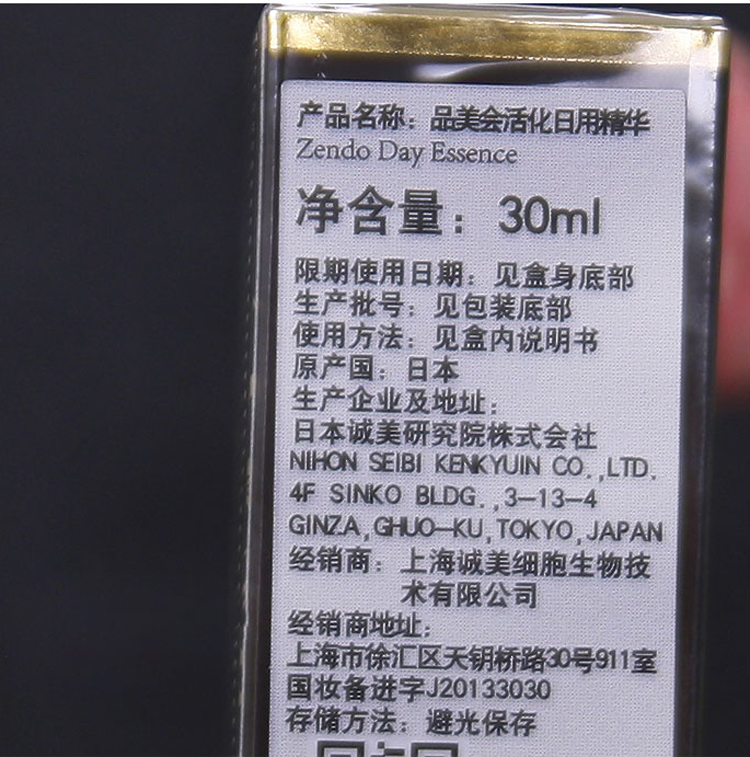 产品名称：品美会活化日用精华
Zendo Day Essence
净含量：30ml
限期使用日期：见盒身底部
生产批号：见包装底部
使用方法：见盒内说明书
原产国：日本
生产企业及地址：
日本诚美研究院株式会社
NIHON SEIBI KENKYUIN CO.,LTD.
4F SINKO BLDG.,3-13-4
GINZA,GHUO-KU,TOKYO,JAPAN
经销商：上海诚美细胞生物技
术有限公司
经销商地址：
上海市徐汇区天钥桥路30号911室
国妆备进字J20133030
存储方法：避光保存